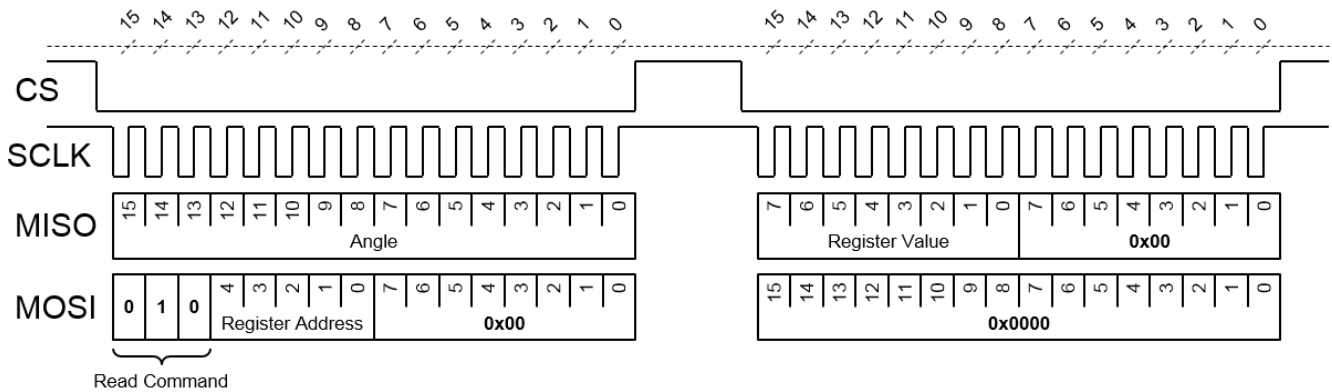 15 14 13 12 11 10 9 8 7 6 5 4 3 2 1 0 15 14 13 12 11 10 9 8 7 6 5 4 3 2 1 0
CS
SCLK
MISO 15 14 13 12 11 10 9 8 7 6 5 4 3 2 1 0 7 6 5 4 3 2 1 0 7 6 5 4 3 2 1 0
Angle Register Value 0x00
MOSI 0 1 0 4 3 2 1 0 7 6 5 4 3 2 1 0 15 14 13 12 11 10 9 8 7 6 5 4 3 2 1 0
Register Address 0x00 0x0000
Read Command